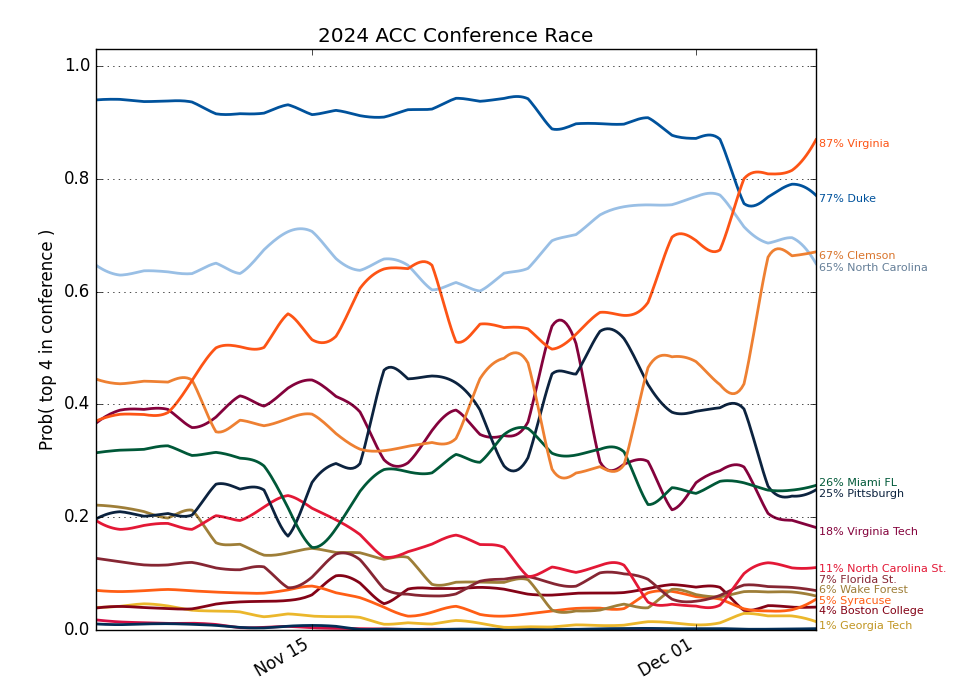 2024 ACC Conference Race
Prob( top 4 in conference )
1.0
0.8
0.6
0.4
0.2
0.0
Nov 15
Dec 01
87% Virginia
77% Duke
67% Clemson
65% North Carolina
26% Miami FL
25% Pittsburgh
18% Virginia Tech
11% North Carolina St.
7% Florida St.
6% Wake Forest
5% Syracuse
4% Boston College
1% Georgia Tech